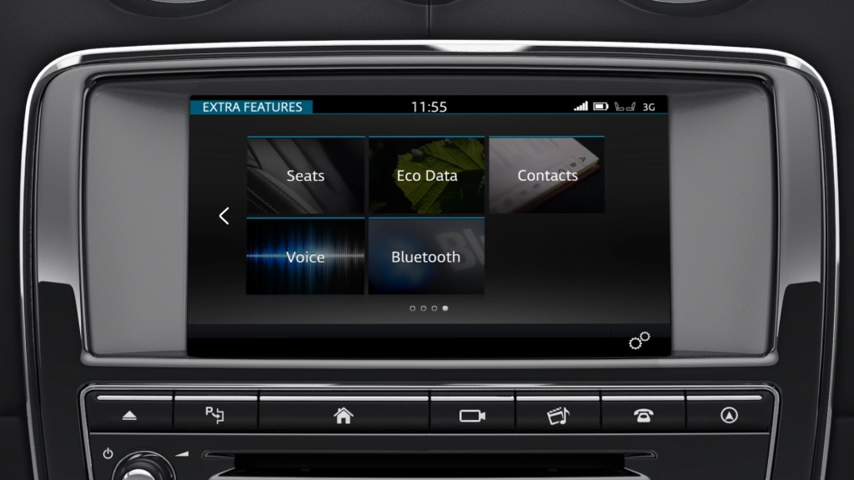 EXTRA FEATURES 11:55 3G
Seats Eco Data Contacts
Voice Bluetooth
P